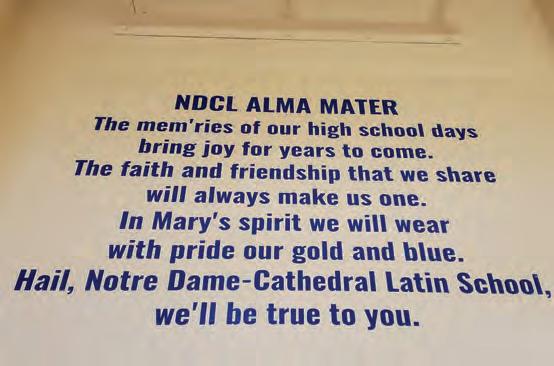 NDCL ALMA MATER
The mem'ries of our high school days
bring joy for years to come.
The faith and friendship that we share
will always make us one.
In Mary's spirit we will wear
with pride our gold and blue.
Hail, Notre Dame-Cathedral Latin School,
we'll be true to you.